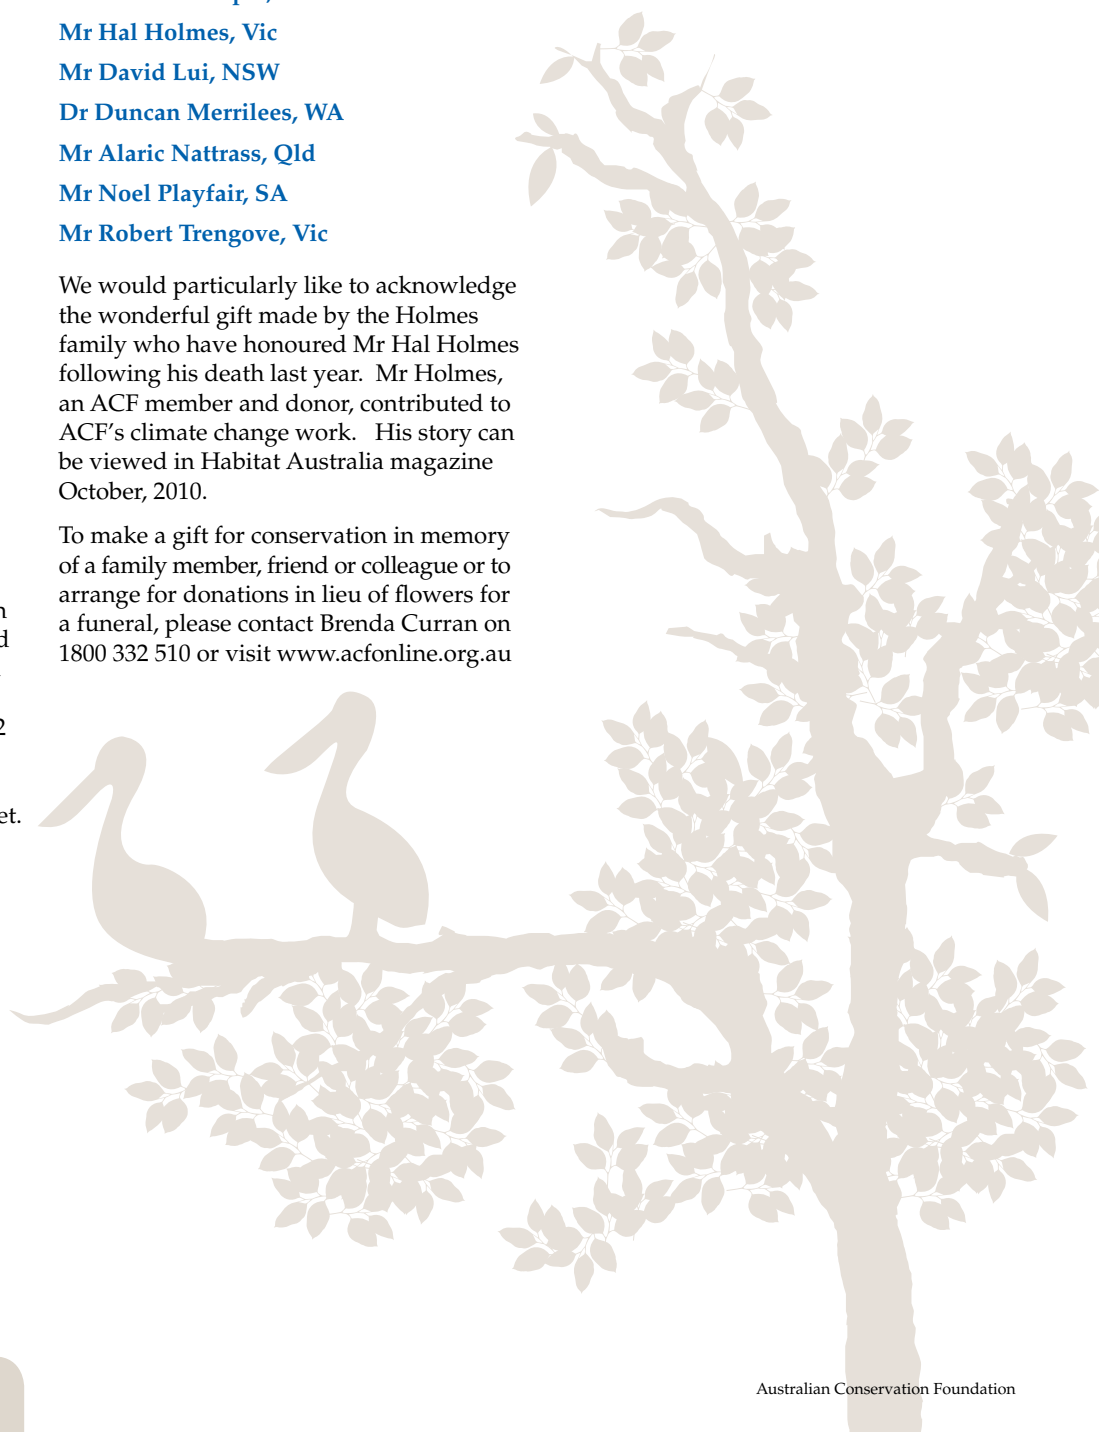 Mr Hal Holmes, Vic
Mr David Lui, NSW
Dr Duncan Merrilees, WA
Mr Alaric Nattrass, Qld
Mr Noel Playfair, SA
Mr Robert Trengove, Vic
We would particularly like to acknowledge
the wonderful gift made by the Holmes
family who have honoured Mr Hal Holmes
following his death last year.  Mr Holmes,
an ACF member and donor, contributed to
ACF's climate change work.   His story can
be viewed in Habitat Australia magazine
October, 2010.
To make a gift for conservation in memory
of a family member, friend or colleague or to
arrange for donations in lieu of flowers for
a funeral, please contact Brenda Curran on
1800 332 510 or visit www.acfonline.org.au
Australian Conservation Foundation